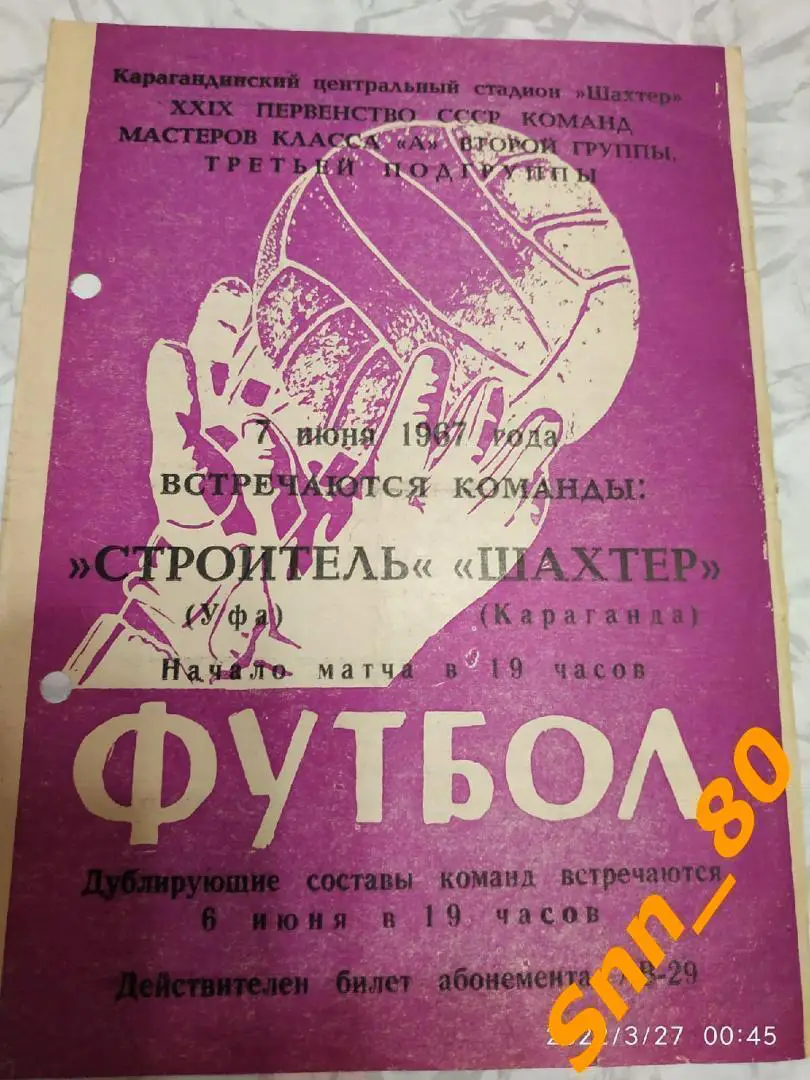 Карагандинский центральный стадион »Шахтер»
XXIX ПЕРВЕНСТВО СССР КОМАНД
МАСТЕРОВ КЛАССА «А» ВТОРОЙ ГРУППЫ,
ТРЕТЬЕЙ ПОДГРУППЫ
7 июня 1967 года
ВСТРЕЧАЮТСЯ КОМАНДЫ:
»СТРОИТЕЛЬ« «ШАХТЕР»
(Уфа) (Караганда)
Начало матча в 19 часов
ФУТБОЛ
Дублирующие составы команд встречаются
6 июня в 19 часов
Действителен билет абонемента
snn_80
2022/3/27 00:45